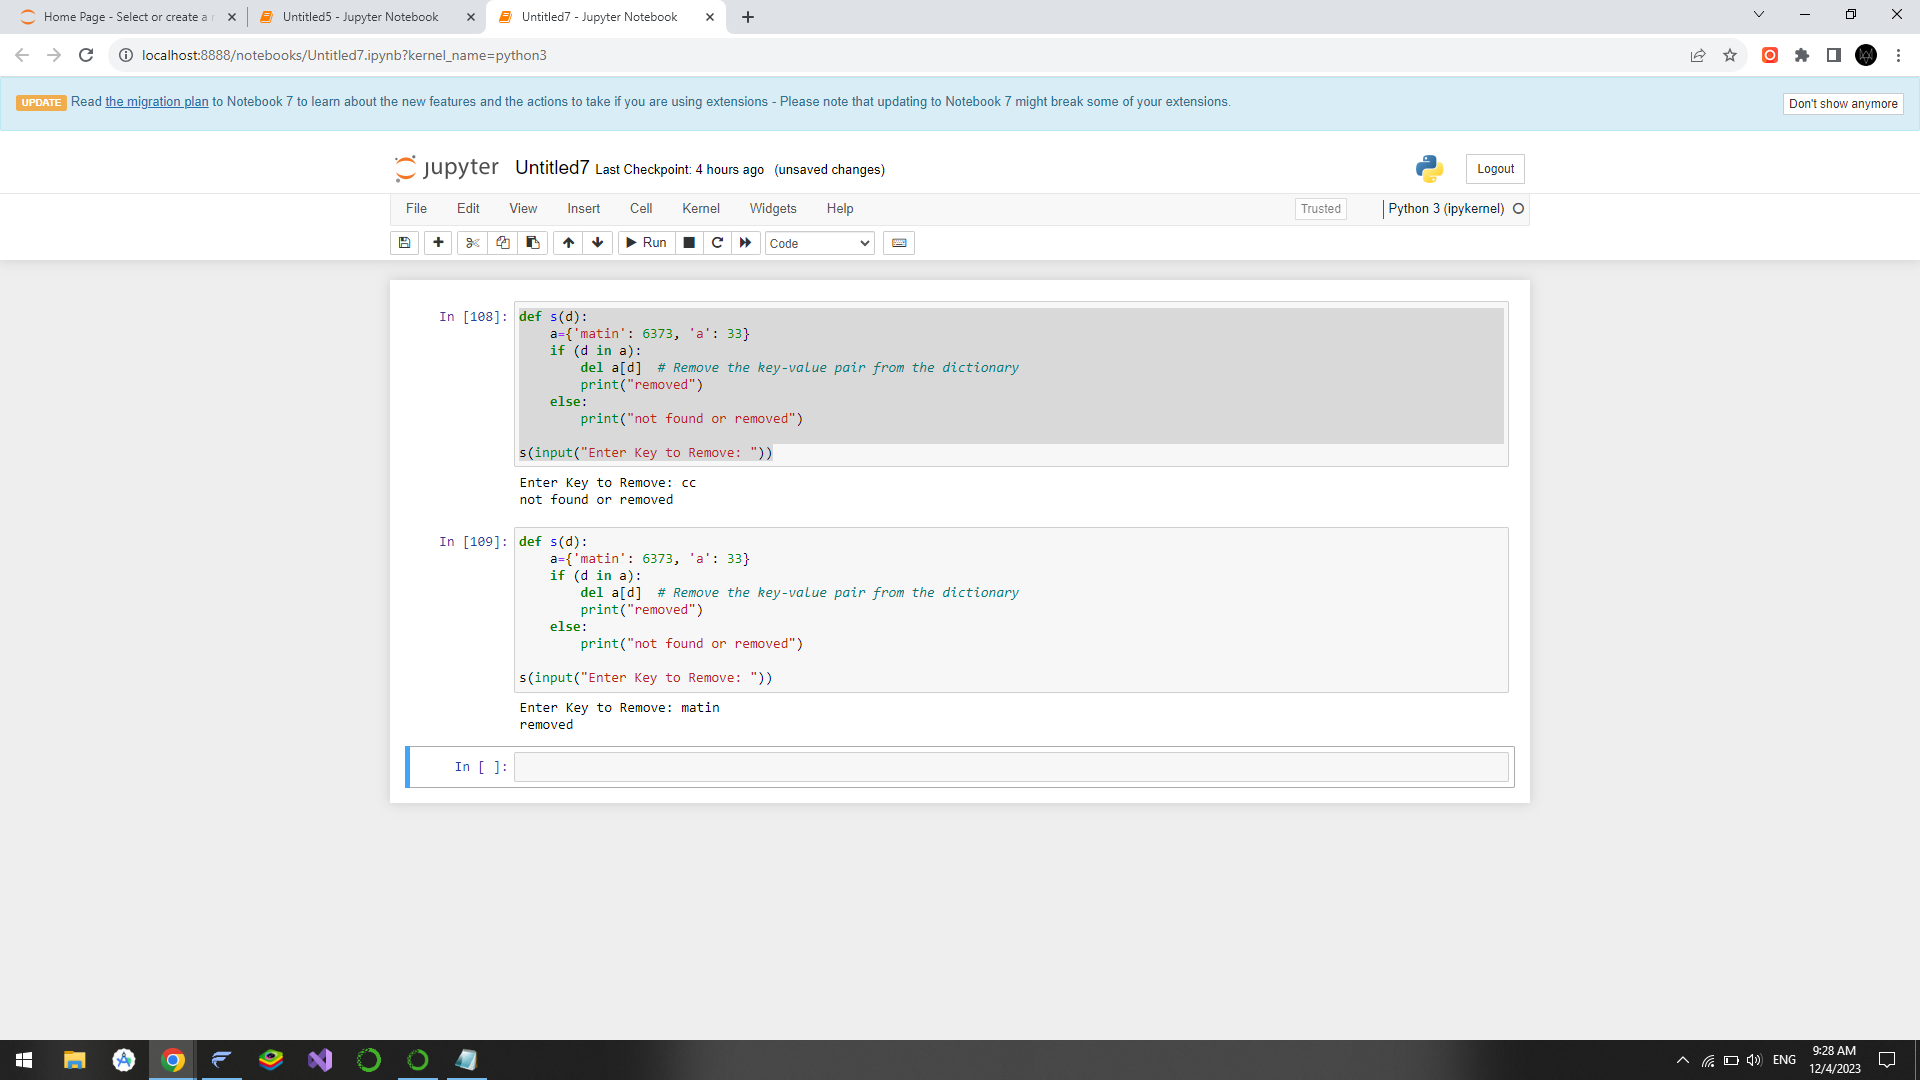 Home Page - Select or create a
Untitled5 - Jupyter Notebook
Untitled7 - Jupyter Notebook
localhost:8888/notebooks/Untitled7.ipynb?kernel_name=python3
UPDATE Read the migration plan to Notebook 7 to learn about the new features and the actions to take if you are using extensions - Please note that updating to Notebook 7 might break some of your extensions.
Don't show anymore
jupyter Untitled7 Last Checkpoint: 4 hours ago (unsaved changes)
Logout
File Edit View Insert Cell Kernel Widgets Help
Trusted
Python 3 (ipykernel)
Run
Code
In [108]:
def s(d):
    a={'matin': 6373, 'a': 33}
    if (d in a):
        del a[d]  # Remove the key-value pair from the dictionary
        print("removed")
    else:
        print("not found or removed")
s(input("Enter Key to Remove: "))
Enter Key to Remove: cc
not found or removed
In [109]:
def s(d):
    a={'matin': 6373, 'a': 33}
    if (d in a):
        del a[d]  # Remove the key-value pair from the dictionary
        print("removed")
    else:
        print("not found or removed")
s(input("Enter Key to Remove: "))
Enter Key to Remove: matin
removed
In [ ]:
ENG
9:28 AM
12/4/2023